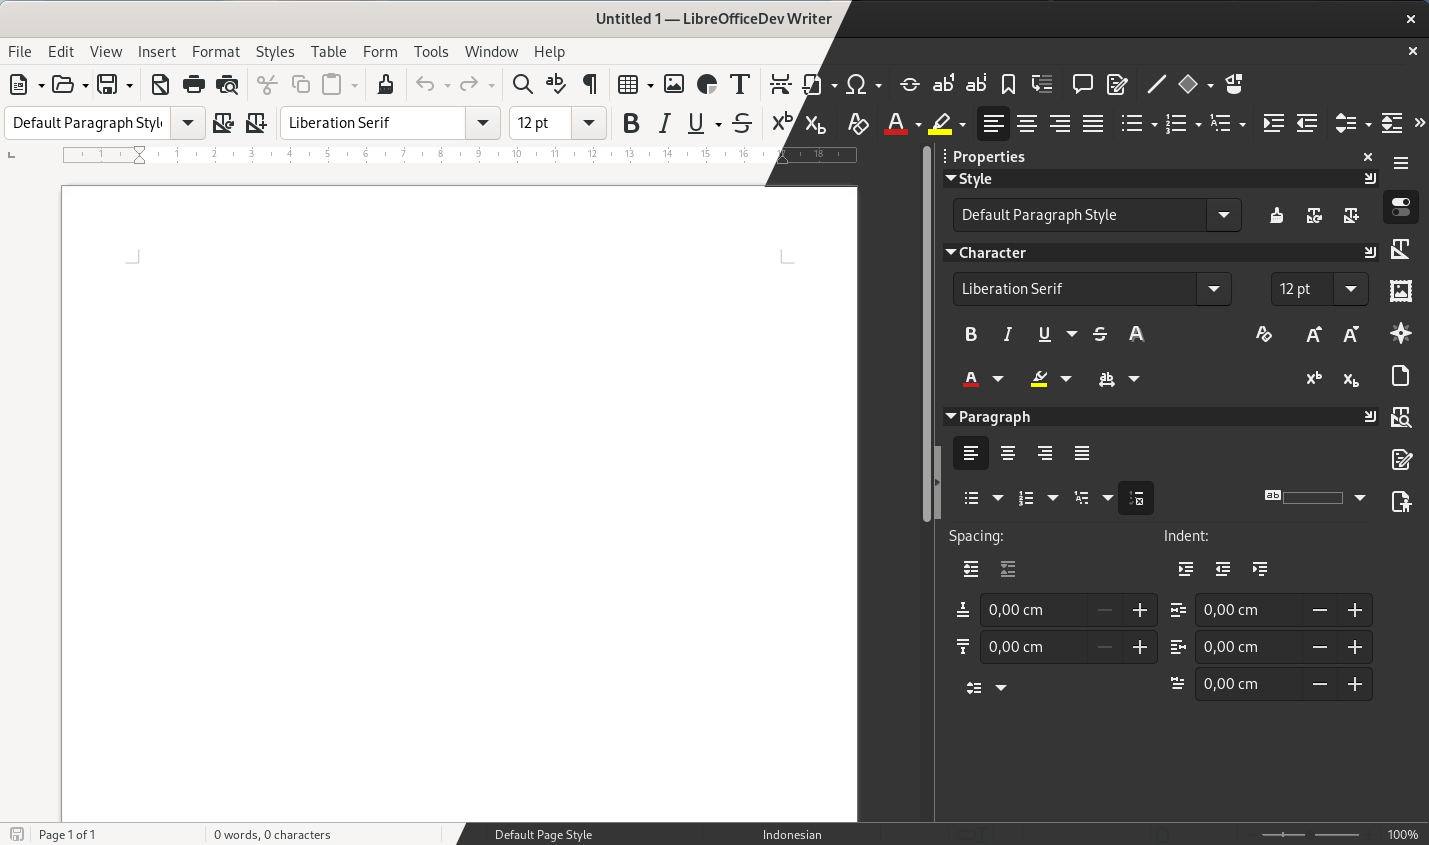 Untitled 1 — LibreOfficeDev Writer
File Edit View Insert Format Styles Table Form Tools Window Help
Default Paragraph Styl Liberation Serif 12 pt
1 1 2 3 4 5 6 7 8 9 10 11 12 13 14 15 16 17 18
Properties
Style
Default Paragraph Style
Character
Liberation Serif 12 pt
Paragraph
Spacing: Indent:
0,00 cm 0,00 cm
0,00 cm 0,00 cm
0,00 cm
Page 1 of 1 0 words, 0 characters Default Page Style Indonesian 100%